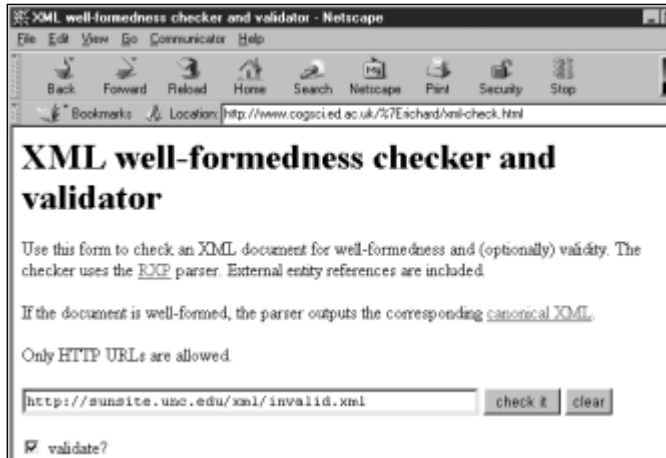 XML well-formedness checker and validator - Netscape
File Edit View Go Communicator Help
Back Forward Reload Home Search Netscape Print Security Stop
Bookmarks Location: http://www.cogsci.ed.ac.uk/%7Erichard/xml-check.html
XML well-formedness checker and
validator
Use this form to check an XML document for well-formedness and (optionally) validity. The
checker uses the RXP parser. External entity references are included.
If the document is well-formed, the parser outputs the corresponding canonical XML.
Only HTTP URLs are allowed.
http://sunsite.unc.edu/xml/invalid.xml check it clear
validate?